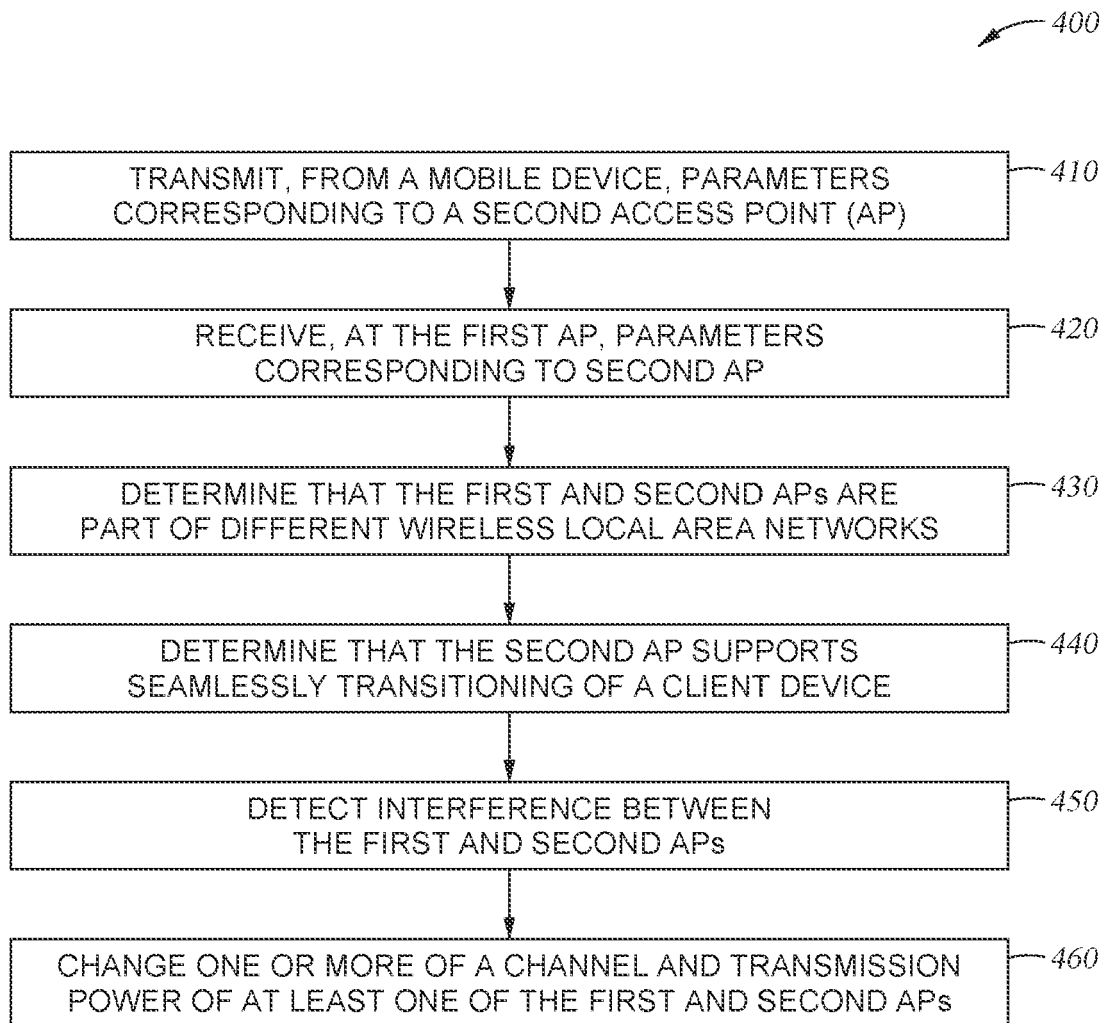 400
TRANSMIT, FROM A MOBILE DEVICE, PARAMETERS
CORRESPONDING TO A SECOND ACCESS POINT (AP)
410
RECEIVE, AT THE FIRST AP, PARAMETERS
CORRESPONDING TO SECOND AP
420
DETERMINE THAT THE FIRST AND SECOND APs ARE
PART OF DIFFERENT WIRELESS LOCAL AREA NETWORKS
430
DETERMINE THAT THE SECOND AP SUPPORTS
SEAMLESSLY TRANSITIONING OF A CLIENT DEVICE
440
DETECT INTERFERENCE BETWEEN
THE FIRST AND SECOND APs
450
CHANGE ONE OR MORE OF A CHANNEL AND TRANSMISSION
POWER OF AT LEAST ONE OF THE FIRST AND SECOND APs
460